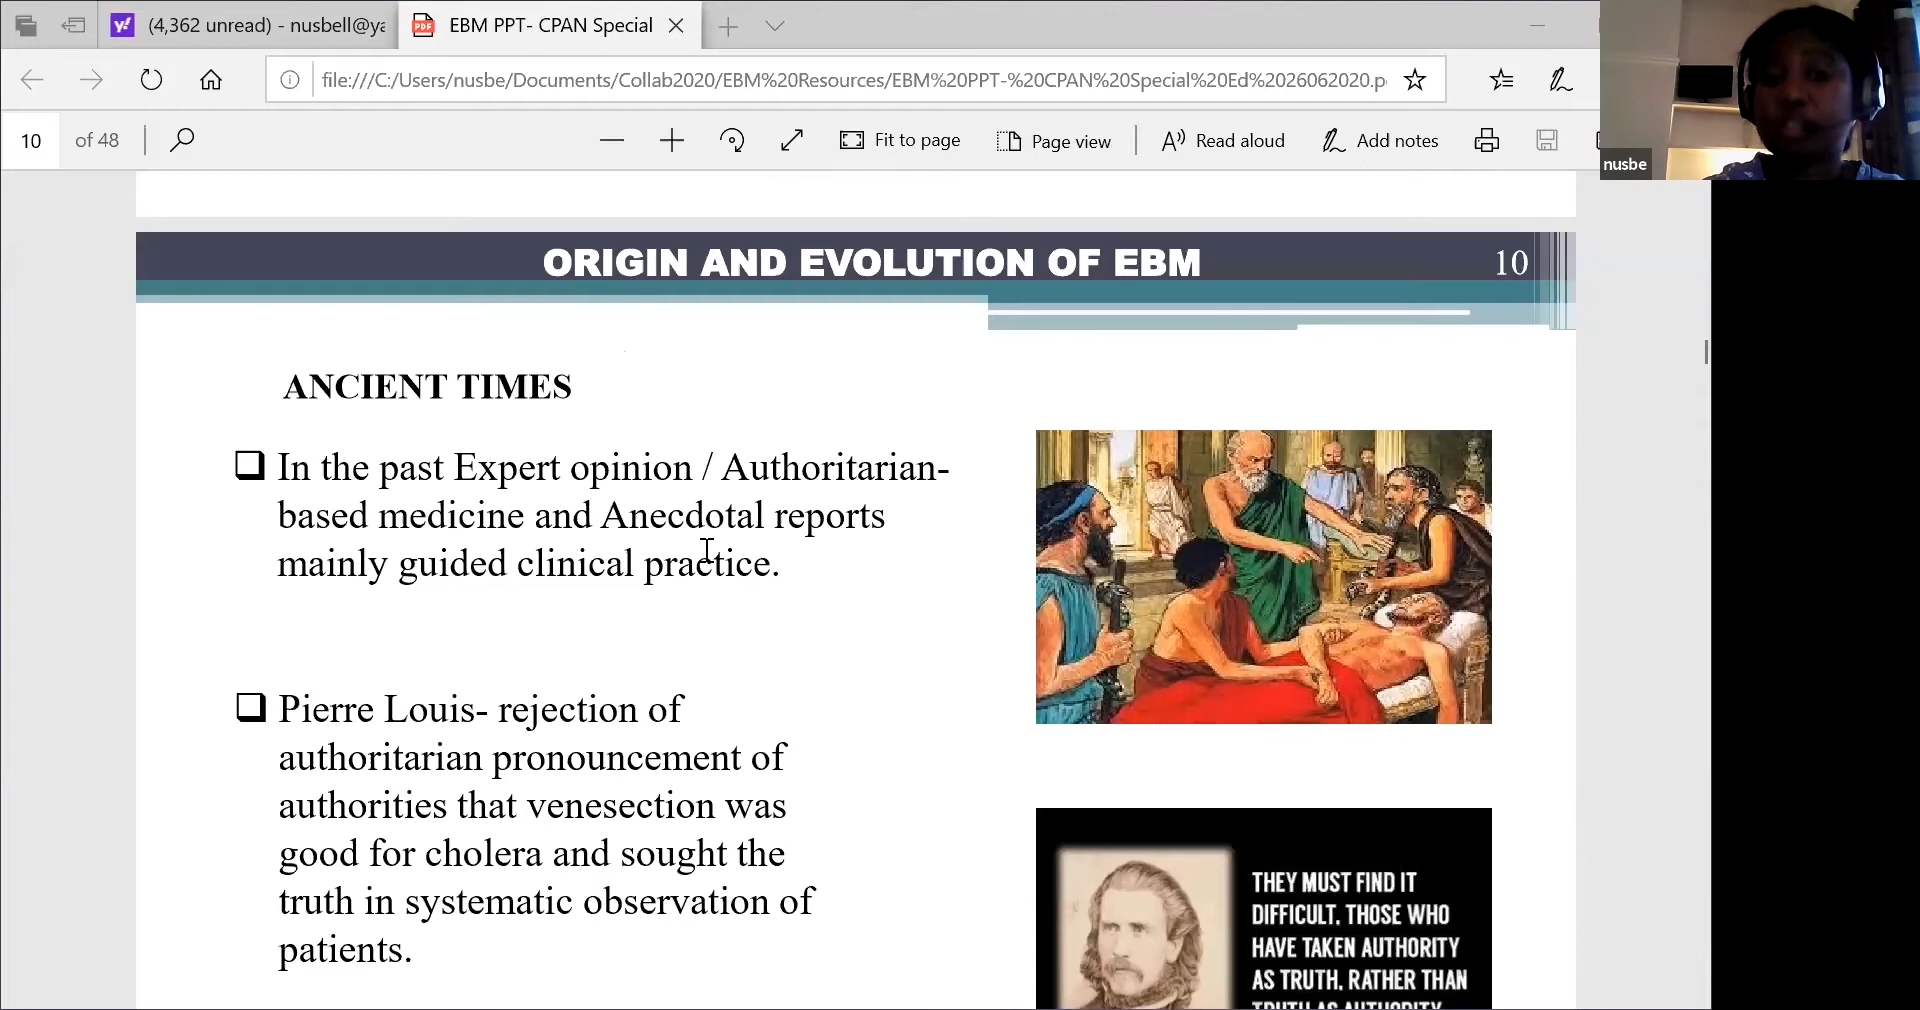 (4,362 unread) - nusbell@ya
PDF
EBM PPT- CPAN Special
file:///C:/Users/nusbe/Documents/Collab2020/EBM%20Resources/EBM%20PPT-%20CPAN%20Special%20Ed%2026062020.p
10 of 48
Fit to page
Page view
Read aloud
Add notes
nusbe
ORIGIN AND EVOLUTION OF EBM
10
ANCIENT TIMES
In the past Expert opinion / Authoritarian-
based medicine and Anecdotal reports
mainly guided clinical practice.
Pierre Louis- rejection of
authoritarian pronouncement of
authorities that venesection was
good for cholera and sought the
truth in systematic observation of
patients.
THEY MUST FIND IT
DIFFICULT, THOSE WHO
HAVE TAKEN AUTHORITY
AS TRUTH, RATHER THAN
TRUTH AS AUTHORITY